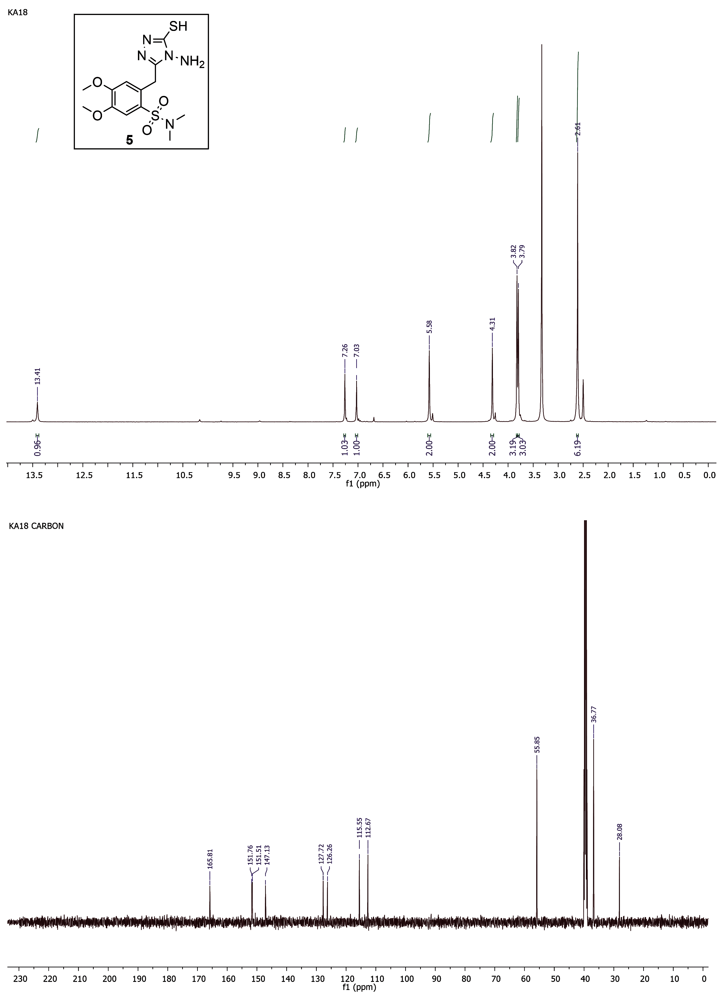 KA18
SH
N
N N NH2
O
O
O S
N
O
5
2.61
3.82 3.79
5.58 4.31
7.26 7.03
13.41
0.96 1.03 1.00 2.00 2.00 3.19 3.03 6.19
13.5 12.5 11.5 10.5 9.5 9.0 8.5 8.0 7.5 7.0 6.5 6.0 5.5 5.0 4.5 4.0 3.5 3.0 2.5 2.0 1.5 1.0 0.5 0.0
f1 (ppm)
KA18 CARBON
165.81 151.76 151.51 147.13 127.72 126.26 115.55 112.67 55.85 36.77 28.08
230 220 210 200 190 180 170 160 150 140 130 120 110 100 90 80 70 60 50 40 30 20 10 0
f1 (ppm)